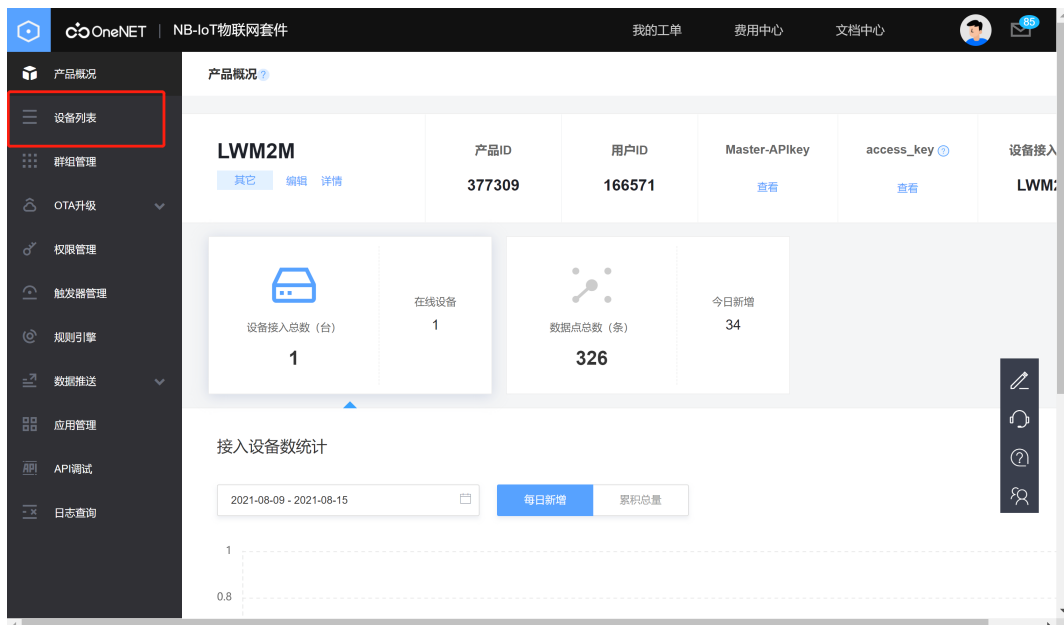 OneNET | NB-IoT物联网套件 我的工单 费用中心 文档中心 85
产品概况
设备列表
群组管理
OTA升级
权限管理
触发器管理
规则引擎
数据推送
应用管理
API API调试
日志查询
产品概况 ?
LWM2M
其它 编辑 详情
产品ID
377309
用户ID
166571
Master-APIkey
查看
access_key ?
查看
设备接入
LWM2
设备接入总数（台）
1
在线设备
1
数据点总数（条）
326
今日新增
34
接入设备数统计
2021-08-09 - 2021-08-15 每日新增 累积总量
1
0.8